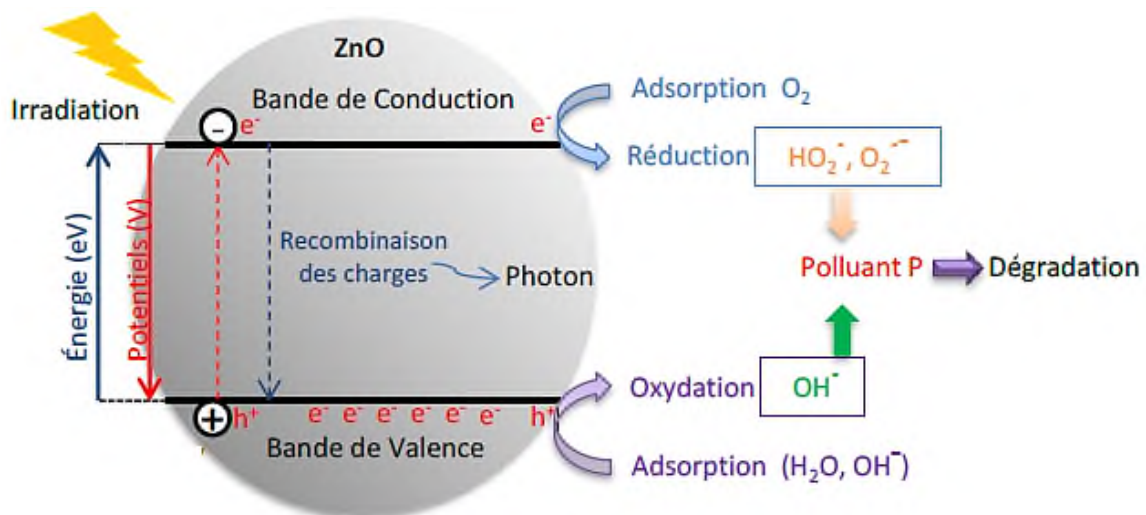 ZnO
Irradiation
Bande de Conduction
e⁻
e⁻
Adsorption O₂
Réduction
HO₂⁻, O₂⁻⁻
Énergie (eV)
Potentiels (V)
Recombinaison
des charges
Photon
Polluant P
Dégradation
Oxydation
OH⁻
h⁺
e⁻ e⁻ e⁻ e⁻ e⁻ e⁻
h⁺
Bande de Valence
Adsorption (H₂O, OH⁻)